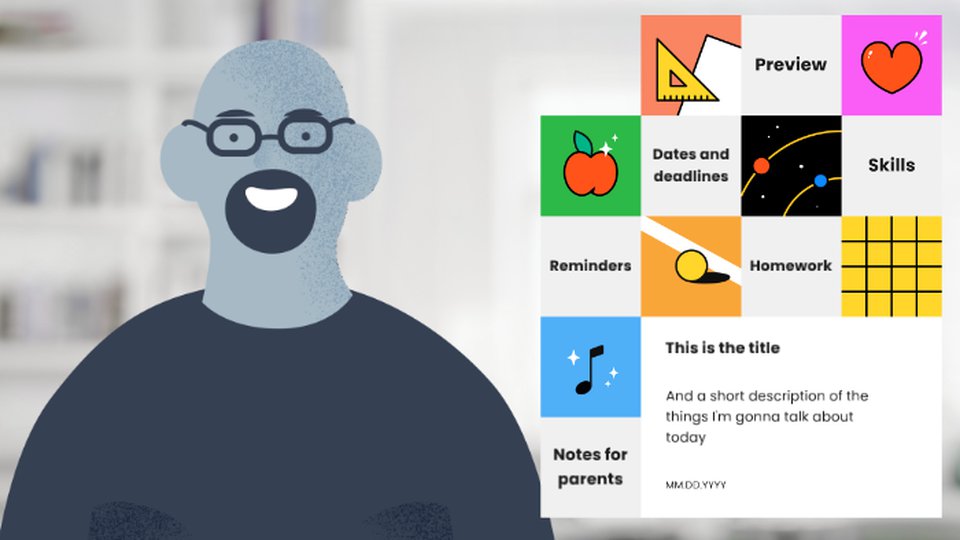 Preview
Dates and
deadlines
Skills
Reminders
Homework
This is the title
And a short description of the
things I'm gonna talk about
today
MM.DD.YYYY
Notes for
parents